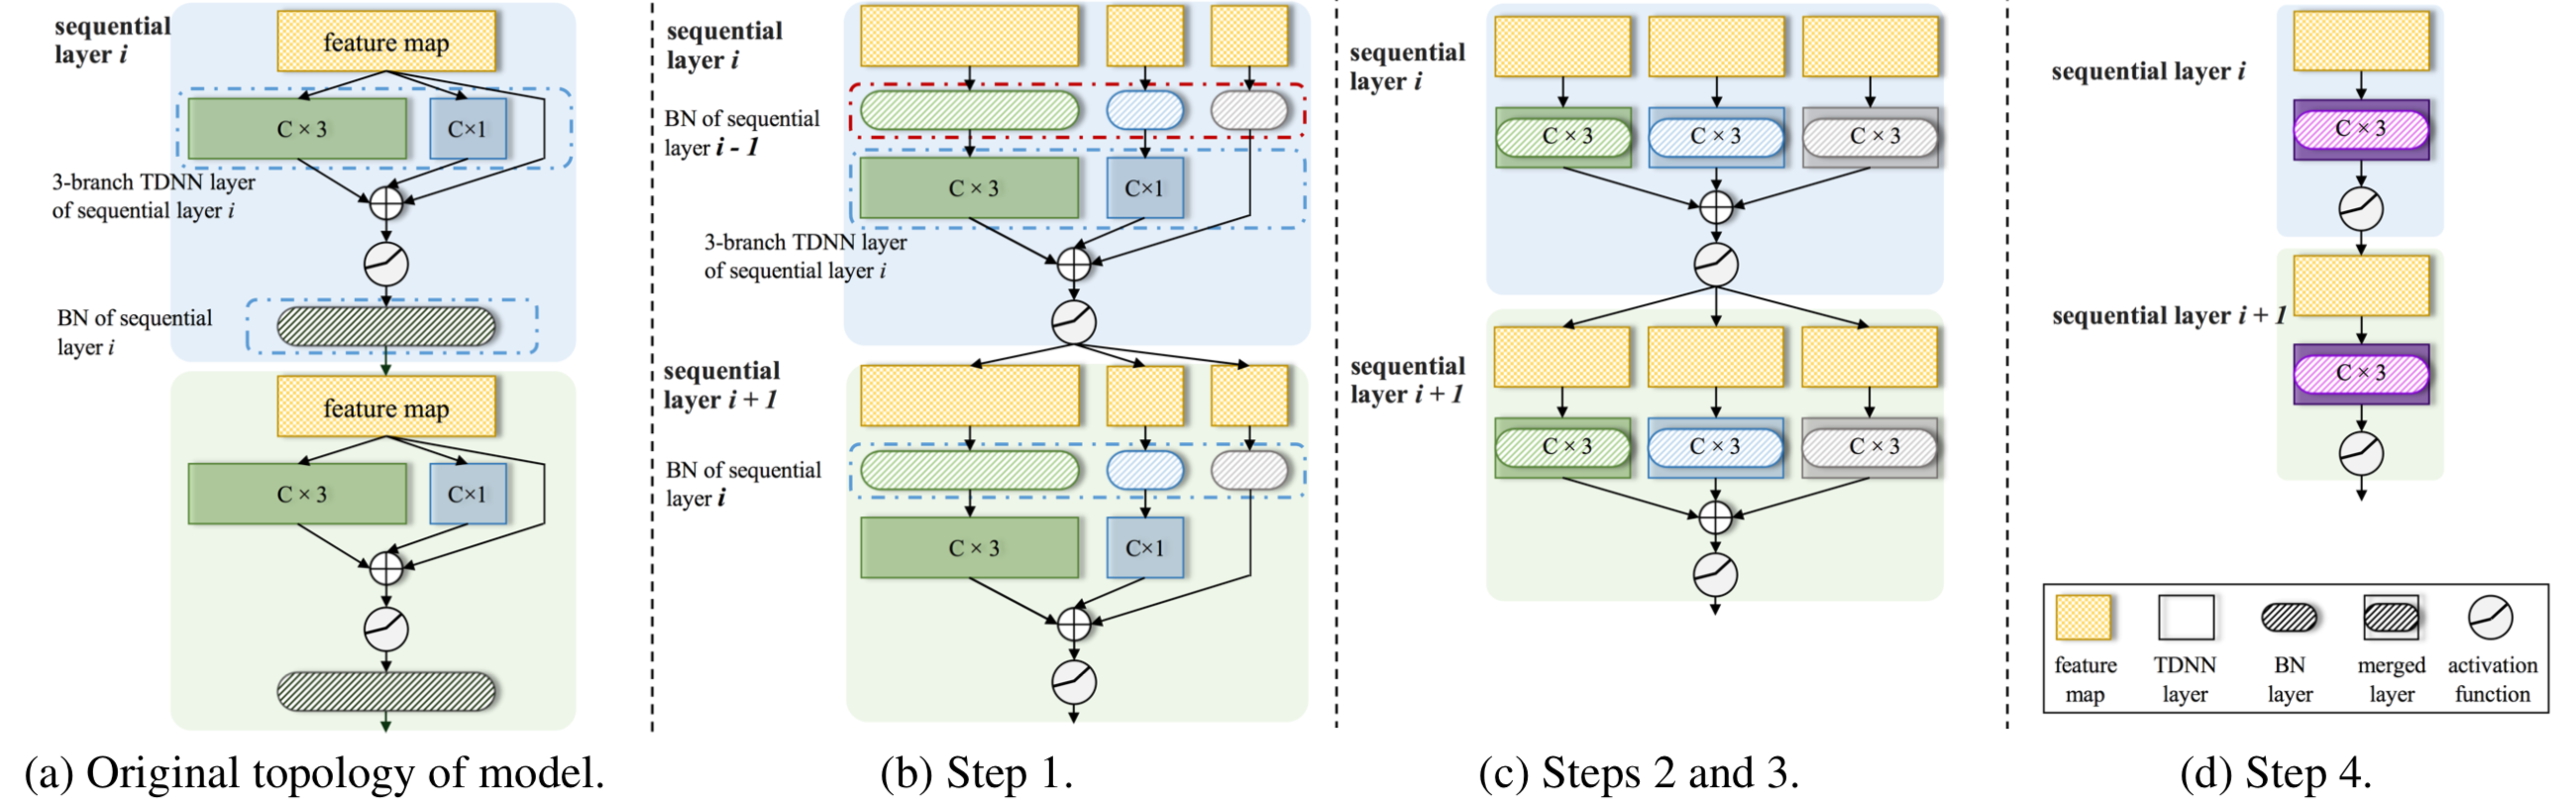 sequential
layer i
feature map
C × 3
C×1
3-branch TDNN layer
of sequential layer i
BN of sequential
layer i
feature map
C × 3
C×1
(a) Original topology of model.
sequential
layer i
BN of sequential
layer i - 1
C × 3
C×1
3-branch TDNN layer
of sequential layer i
sequential
layer i + 1
BN of sequential
layer i
C × 3
C×1
(b) Step 1.
sequential
layer i
C × 3
C × 3
C × 3
sequential
layer i + 1
C × 3
C × 3
C × 3
(c) Steps 2 and 3.
sequential layer i
C × 3
sequential layer i + 1
C × 3
feature
map
TDNN
layer
BN
layer
merged
layer
activation
function
(d) Step 4.